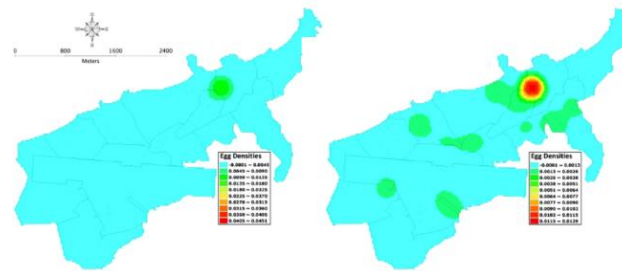 N
W E
S
0 800 1600 2400
Meters
Egg Densities
-0.0001 ~ 0.0045
0.0045 ~ 0.0090
0.0090 ~ 0.0135
0.0135 ~ 0.0180
0.0180 ~ 0.0225
0.0225 ~ 0.0270
0.0270 ~ 0.0315
0.0315 ~ 0.0360
0.0360 ~ 0.0405
0.0405 ~ 0.0451
Egg Densities
0.0013 ~ 0.0026
0.0026 ~ 0.0038
0.0038 ~ 0.0051
0.0051 ~ 0.0064
0.0064 ~ 0.0077
0.0077 ~ 0.0090
0.0090 ~ 0.0102
0.0102 ~ 0.0115
0.0115 ~ 0.0128